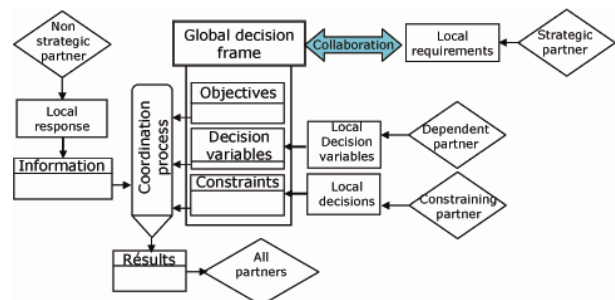 Non
strategic
partner
Global decision
frame
Collaboration
Local
requirements
Strategic
partner
Local
response
Information
Coordination
process
Objectives
Decision
variables
Constraints
Local
Decision
variables
Dependent
partner
Local
decisions
Constraining
partner
Résults
All
partners